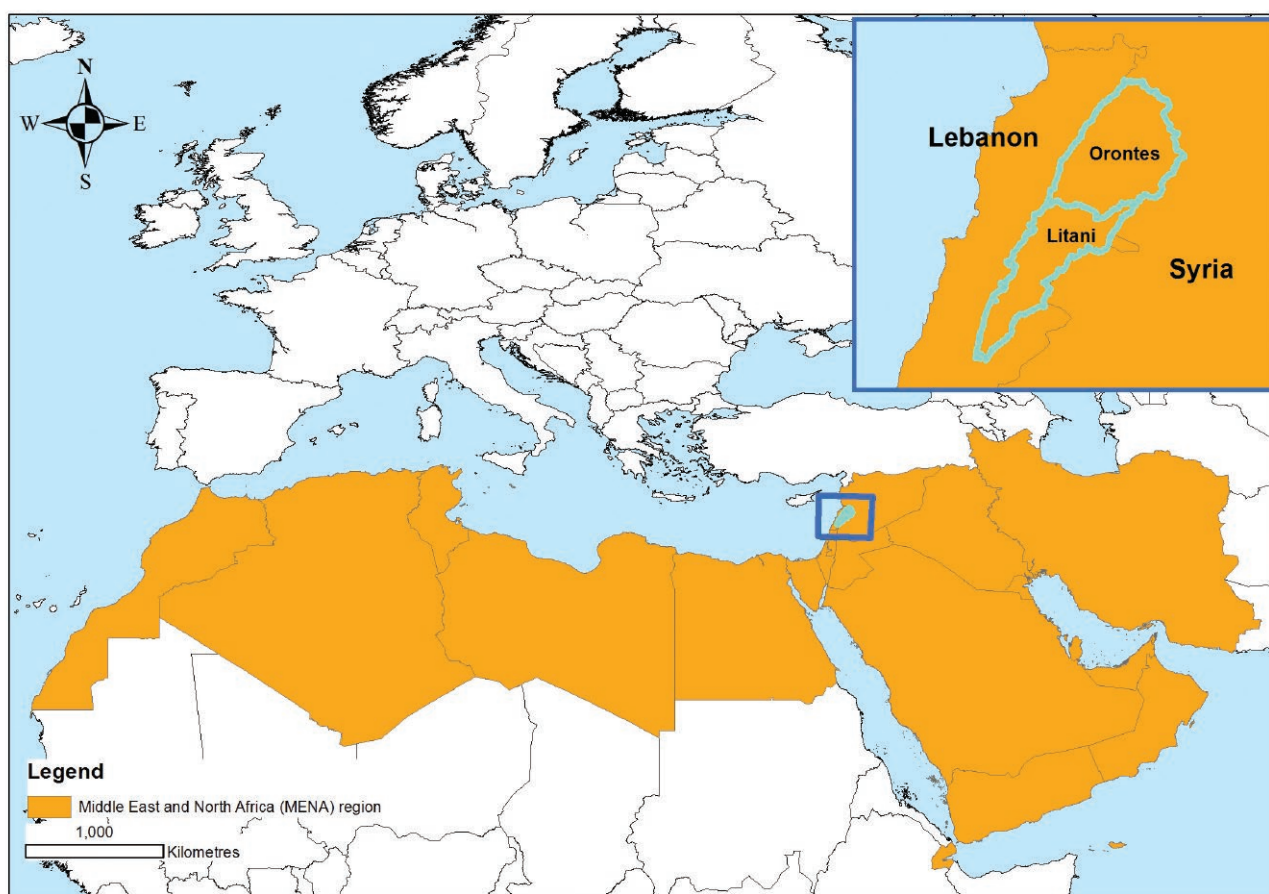 N
W
E
S
Lebanon
Orontes
Litani
Syria
Legend
Middle East and North Africa (MENA) region
1,000
Kilometres